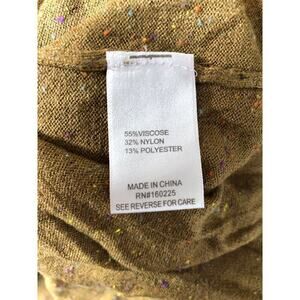 55%VISCOSE
32% NYLON
13% POLYESTER
MADE IN CHINA
RN#160225
SEE REVERSE FOR CARE